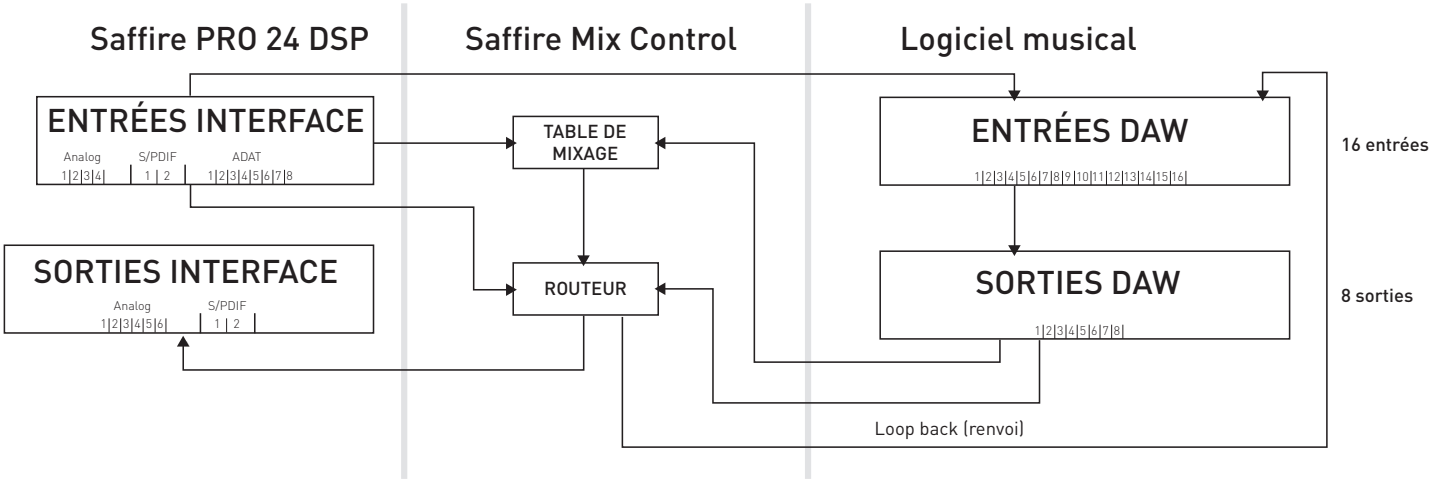 Saffire PRO 24 DSP
Saffire Mix Control
Logiciel musical
ENTRÉES INTERFACE
Analog
S/PDIF
ADAT
1|2|3|4|
1 | 2
1|2|3|4|5|6|7|8
TABLE DE
MIXAGE
ENTRÉES DAW
1|2|3|4|5|6|7|8|9|10|11|12|13|14|15|16|
16 entrées
SORTIES INTERFACE
Analog
S/PDIF
1|2|3|4|5|6|
1 | 2
ROUTEUR
SORTIES DAW
1|2|3|4|5|6|7|8|
8 sorties
Loop back (renvoi)